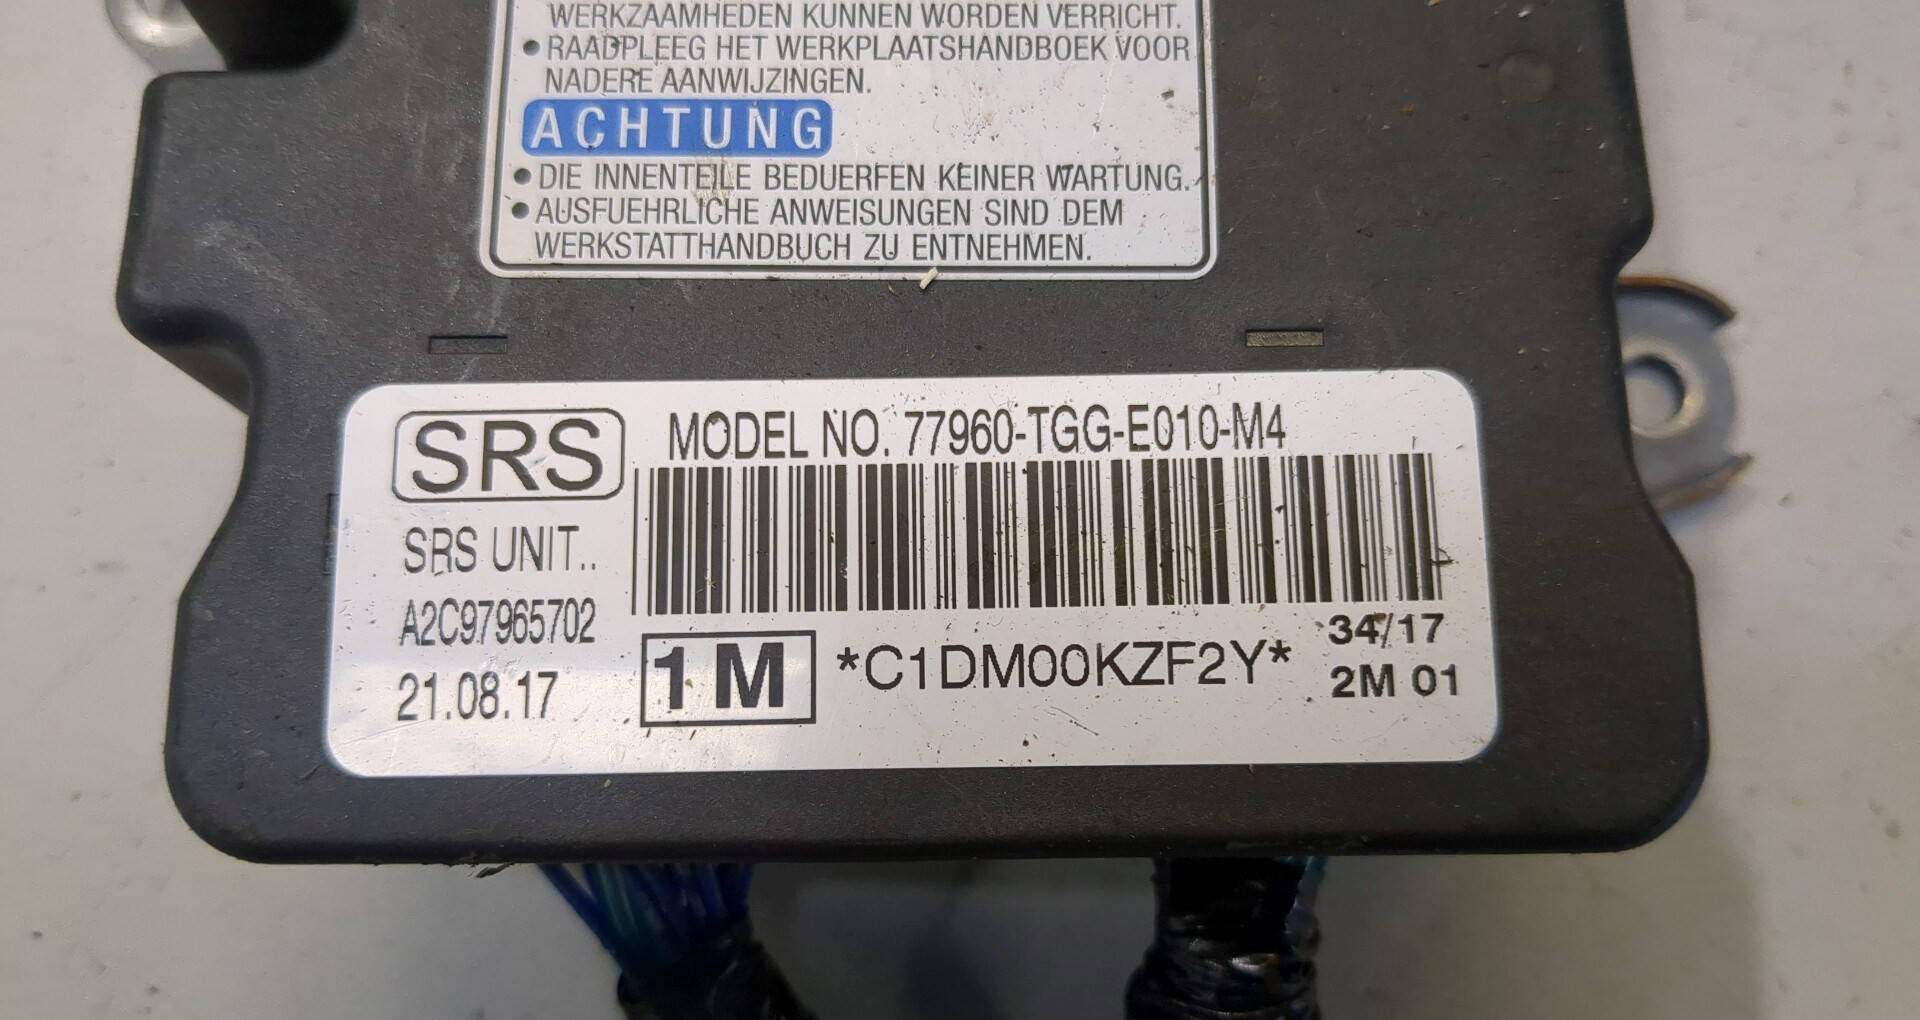 WERKZAAMHEDEN KUNNEN WORDEN VERRICHT.
• RAADPLEEG HET WERKPLAATSHANDBOEK VOOR
NADERE AANWIJZINGEN.
ACHTUNG
• DIE INNENTEILE BEDUERFEN KEINER WARTUNG.
• AUSFUEHRLICHE ANWEISUNGEN SIND DEM
WERKSTATTHANDBUCH ZU ENTNEHMEN.
SRS
MODEL NO. 77960-TGG-E010-M4
SRS UNIT..
A2C97965702
21.08.17
1 M
*C1DM00KZF2Y*
34/17
2M 01